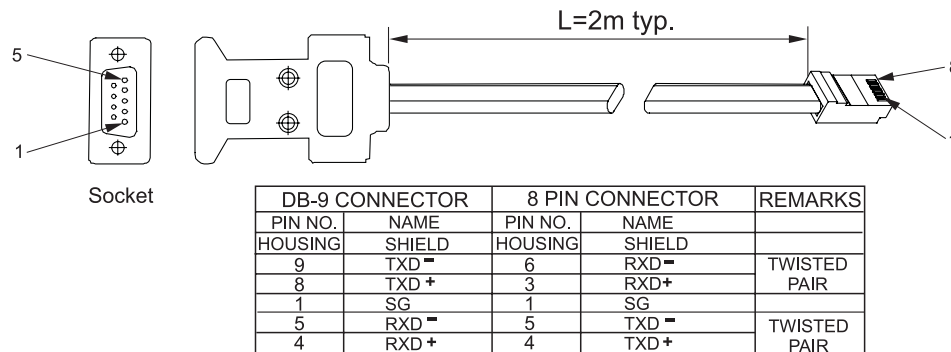 L=2m typ.
5
1
8
Socket
DB-9 CONNECTOR 8 PIN CONNECTOR REMARKS
PIN NO. NAME PIN NO. NAME
HOUSING SHIELD HOUSING SHIELD
9 TXD- 6 RXD- TWISTED
8 TXD+ 3 RXD+ PAIR
1 SG 1 SG
5 RXD- 5 TXD- TWISTED
4 RXD+ 4 TXD+ PAIR